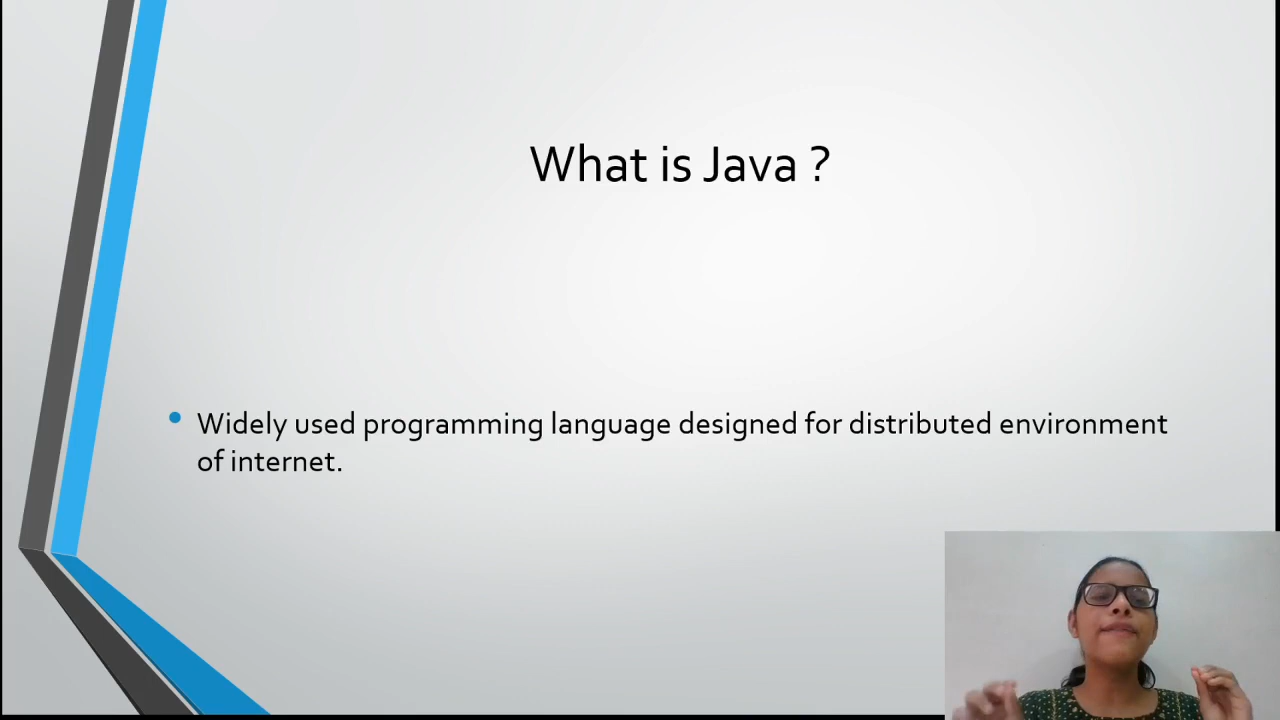 What is Java ?
• Widely used programming language designed for distributed environment
of internet.